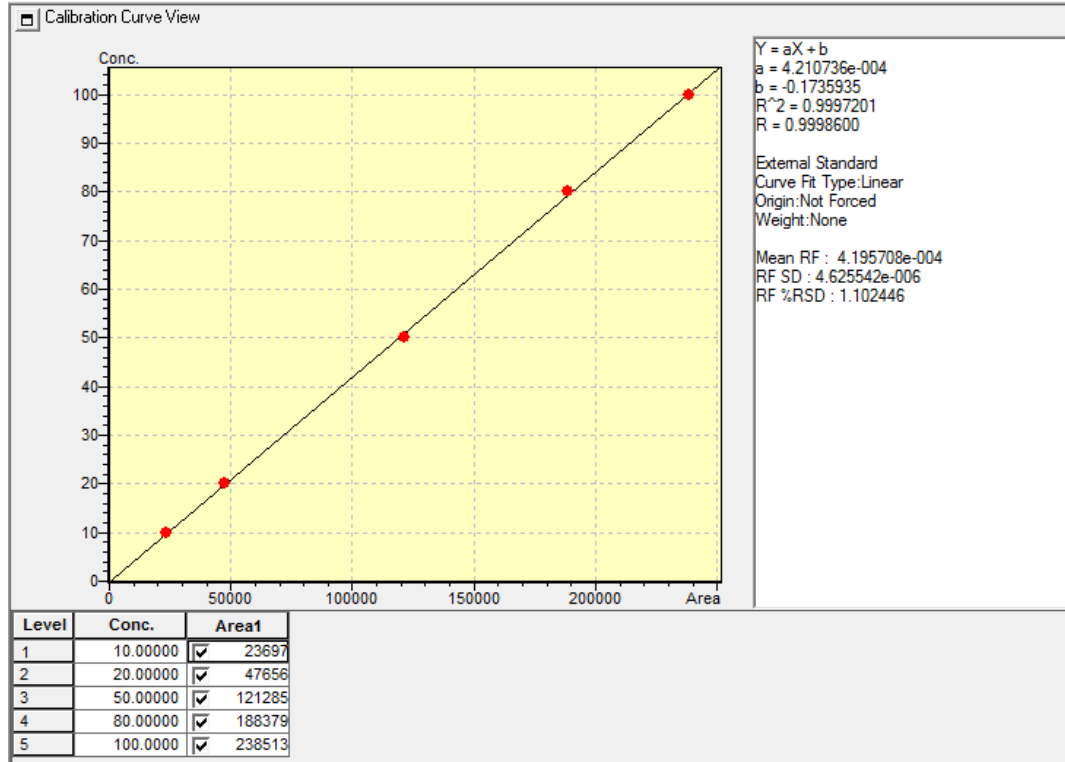 Calibration Curve View
Conc.
100
90
80
70
60
50
40
30
20
10
0
0 50000 100000 150000 200000 Area
Y = aX + b
a = 4.210736e-004
b = -0.1735935
R^2 = 0.9997201
R = 0.9998600
External Standard
Curve Fit Type:Linear
Origin:Not Forced
Weight:None
Mean RF : 4.195708e-004
RF SD : 4.625542e-006
RF %RSD : 1.102446
Level Conc. Area1
1 10.00000 23697
2 20.00000 47656
3 50.00000 121285
4 80.00000 188379
5 100.0000 238513